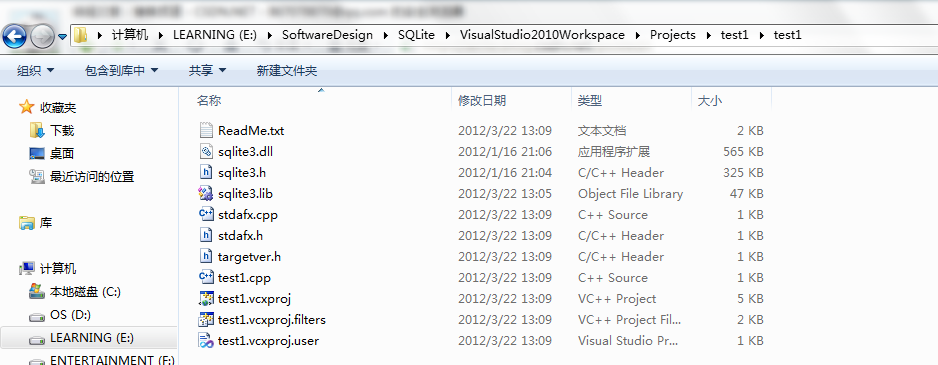 计算机 LEARNING (E:) SoftwareDesign SQLite VisualStudio2010Workspace Projects test1 test1
组织 包含到库中 共享 新建文件夹
收藏夹
下载
桌面
最近访问的位置
库
计算机
本地磁盘 (C:)
OS (D:)
LEARNING (E:)
ENTERTAINMENT (F:)
名称 修改日期 类型 大小
ReadMe.txt 2012/3/22 13:09 文本文档 2 KB
sqlite3.dll 2012/1/16 21:06 应用程序扩展 565 KB
sqlite3.h 2012/1/16 21:04 C/C++ Header 325 KB
sqlite3.lib 2012/3/22 13:05 Object File Library 47 KB
stdafx.cpp 2012/3/22 13:09 C++ Source 1 KB
stdafx.h 2012/3/22 13:09 C/C++ Header 1 KB
targetver.h 2012/3/22 13:09 C/C++ Header 1 KB
test1.cpp 2012/3/22 13:09 C++ Source 1 KB
test1.vcxproj 2012/3/22 13:09 VC++ Project 5 KB
test1.vcxproj.filters 2012/3/22 13:09 VC++ Project Fil... 2 KB
test1.vcxproj.user 2012/3/22 13:09 Visual Studio Pr... 1 KB